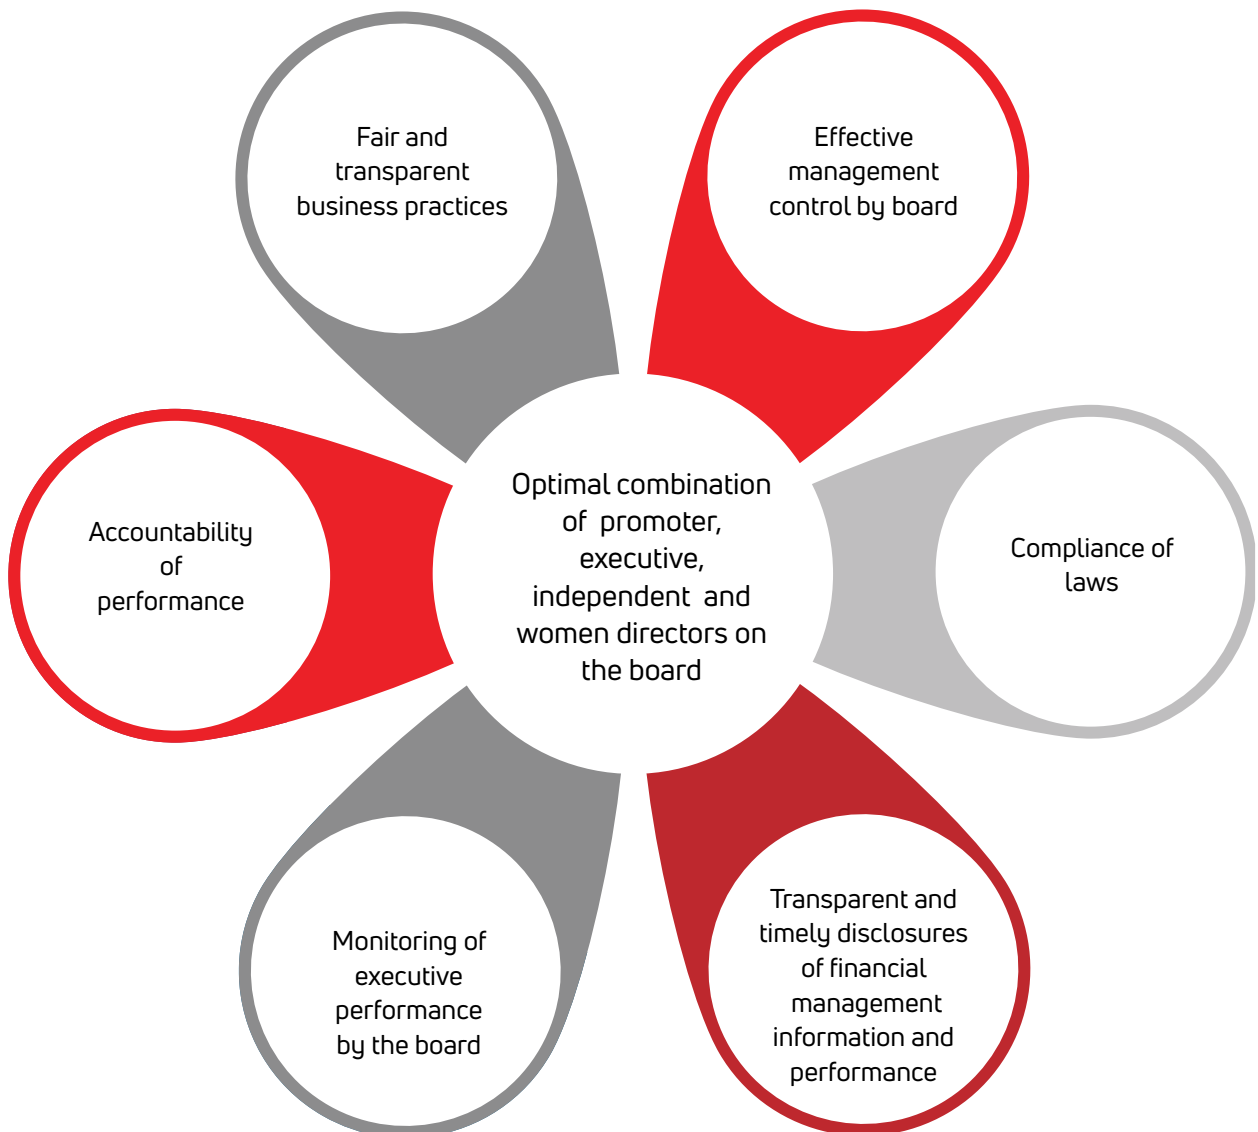 Fair and
transparent
business practices
Effective
management
control by board
Accountability
of
performance
Optimal combination
of promoter,
executive,
independent and
women directors on
the board
Compliance of
laws
Monitoring of
executive
performance
by the board
Transparent and
timely disclosures
of financial
management
information and
performance